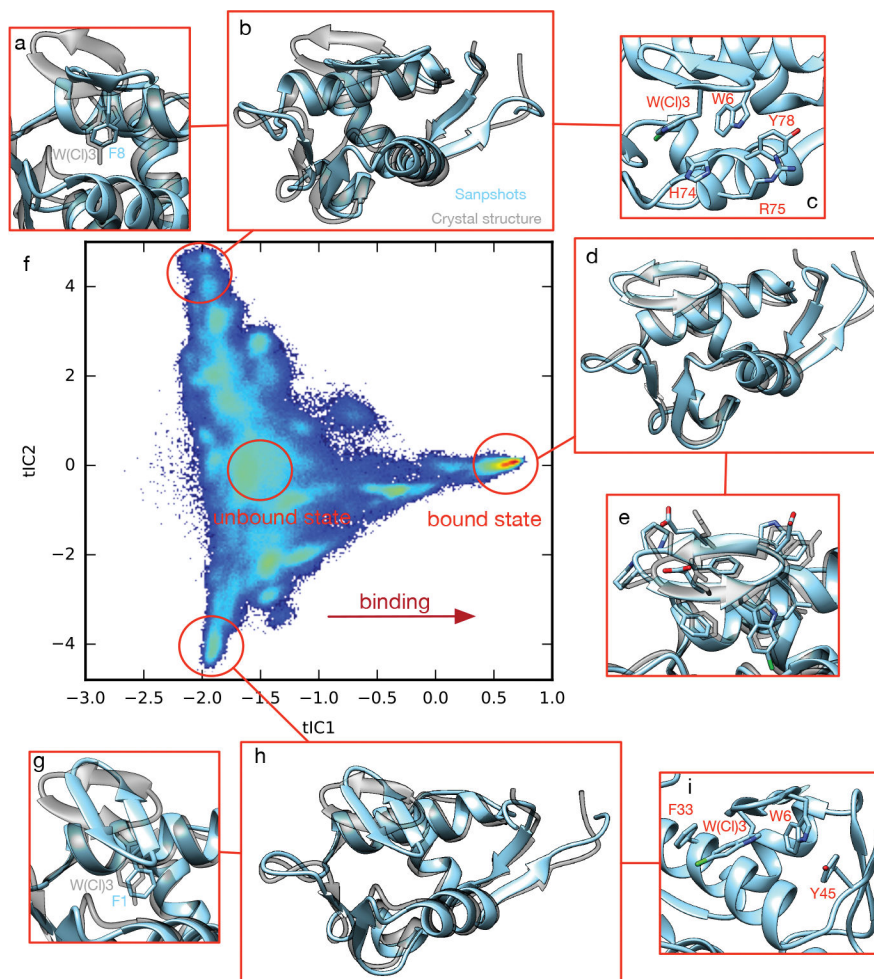 a
W(Cl)3
F8
b
Sanpshots
Crystal structure
W(Cl)3
W6
Y78
H74
R75
c
f
4
2
0
−2
−4
tIC2
unbound state
bound state
binding
−3.0
−2.5
−2.0
−1.5
−1.0
−0.5
0.0
0.5
1.0
tIC1
d
e
g
W(Cl)3
F1
h
i
F33
W(Cl)3
W6
Y45